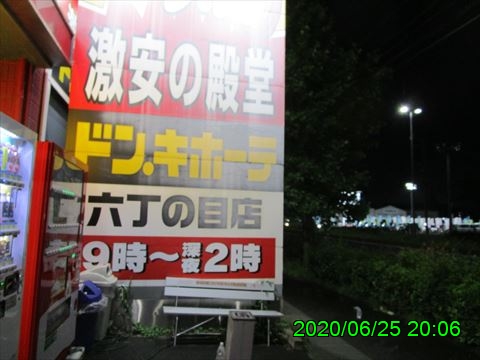 激安の殿堂
ドン.キホーテ
六丁の目店
9時～深夜2時
2020/06/25 20:06